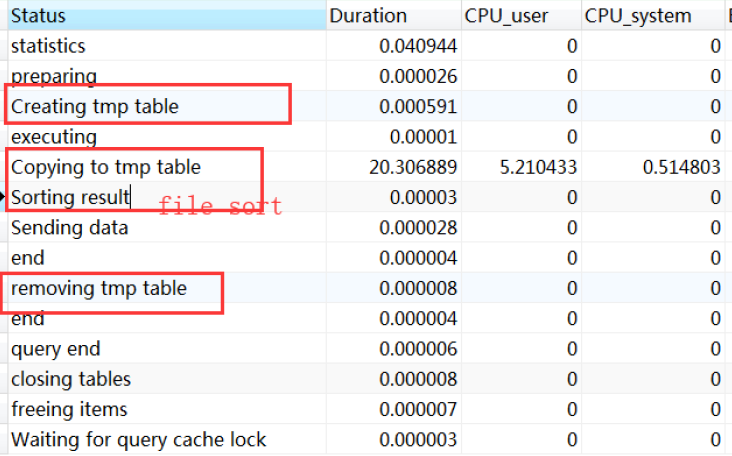 Status Duration CPU_user CPU_system
statistics 0.040944 0 0
preparing 0.000026 0 0
Creating tmp table 0.000591 0 0
executing 0.00001 0 0
Copying to tmp table 20.306889 5.210433 0.514803
Sorting result 0.00003 0 0
file sort
Sending data 0.000028 0 0
end 0.000004 0 0
removing tmp table 0.000008 0 0
end 0.000004 0 0
query end 0.000006 0 0
closing tables 0.000008 0 0
freeing items 0.000007 0 0
Waiting for query cache lock 0.000003 0 0